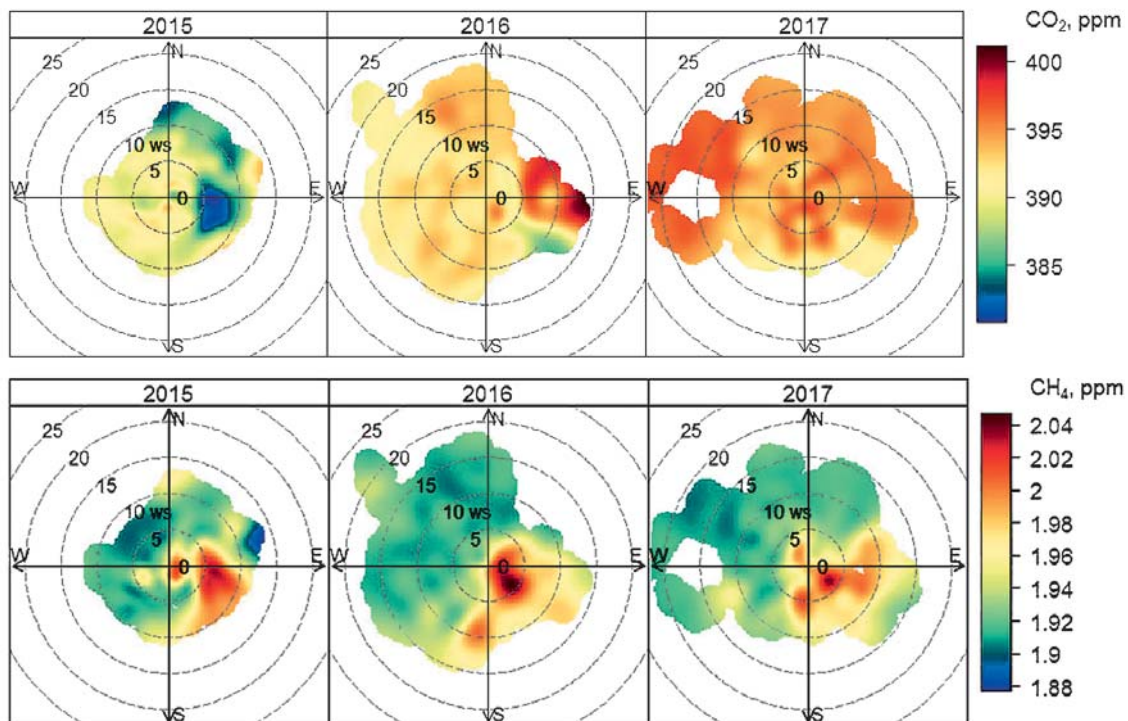 2015 2016 2017 CO₂, ppm
N N N
25 25 25
20 20 20
15 15 15
10 ws 10 ws 10 ws
5 5 5
W 0 E W 0 E W 0 E
S S S
400
395
390
385
2015 2016 2017 CH₄, ppm
N N N
25 25 25
20 20 20
15 15 15
10 ws 10 ws 10 ws
5 5 5
W 0 E W 0 E W 0 E
S S S
2.04
2.02
2
1.98
1.96
1.94
1.92
1.9
1.88